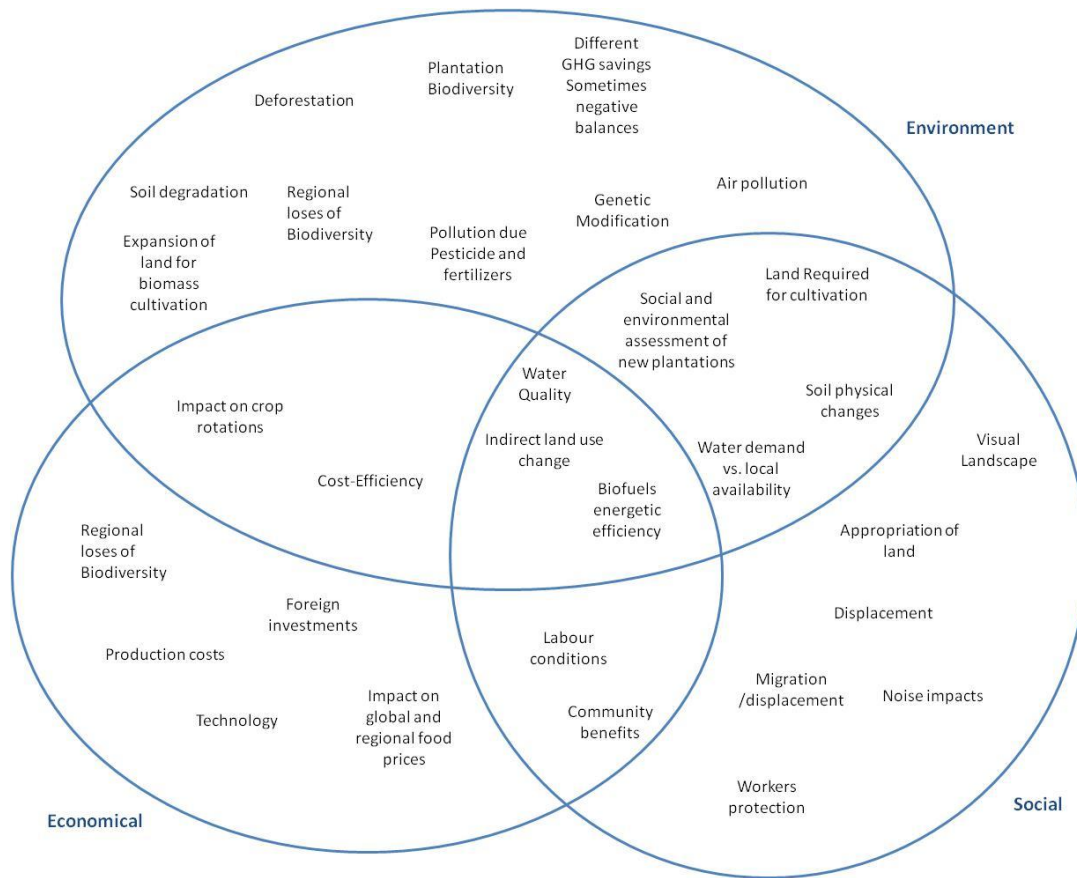 Different
GHG savings
Sometimes
negative
balances
Plantation
Biodiversity
Deforestation
Environment
Air pollution
Soil degradation
Regional
loses of
Biodiversity
Genetic
Modification
Expansion of
land for
biomass
cultivation
Pollution due
Pesticide and
fertilizers
Land Required
for cultivation
Social and
environmental
assessment of
new plantations
Water
Quality
Soil physical
changes
Impact on crop
rotations
Indirect land use
change
Water demand
vs. local
availability
Visual
Landscape
Cost-Efficiency
Biofuels
energetic
efficiency
Regional
loses of
Biodiversity
Appropriation of
land
Foreign
investments
Displacement
Production costs
Labour
conditions
Migration
/displacement
Noise impacts
Technology
Impact on
global and
regional food
prices
Community
benefits
Workers
protection
Economical
Social